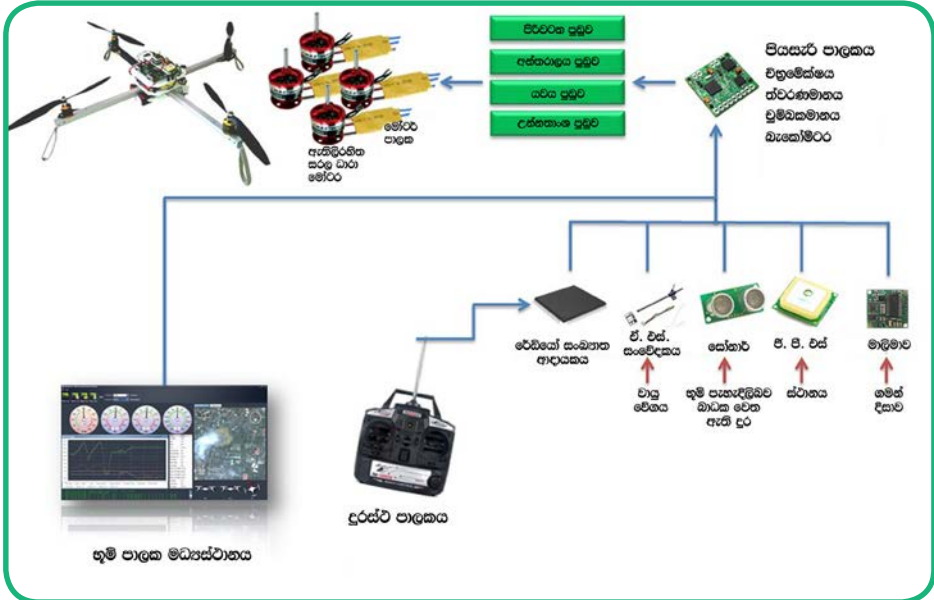 පිරිවටන පුඩුව
අන්තරාලය පුඩුව
යවය පුඩුව
උන්නතාංශ පුඩුව
පියසැරි පාලකය
චිභ්‍රමේක්ෂය
ත්වරණමානය
චුම්බකමානය
බැකෝමීටර
මෝටර්
පාලක
ඇතිලිරහිත
සරල ධාරා
මෝටර
රේඩියෝ සංඛ්‍යාත
ආදායකය
ඒ. එස්.
සංවේදකය
සෝනාර්
ජී. පී. එස්
මාලිමාව
වායු
වේගය
භූමි පැහැදිලිබව
බාධක වෙත
ඇති දුර
ස්ථානය
ගමන්
දිසාව
දුරස්ථ පාලකය
භූමි පාලක මධ්‍යස්ථානය